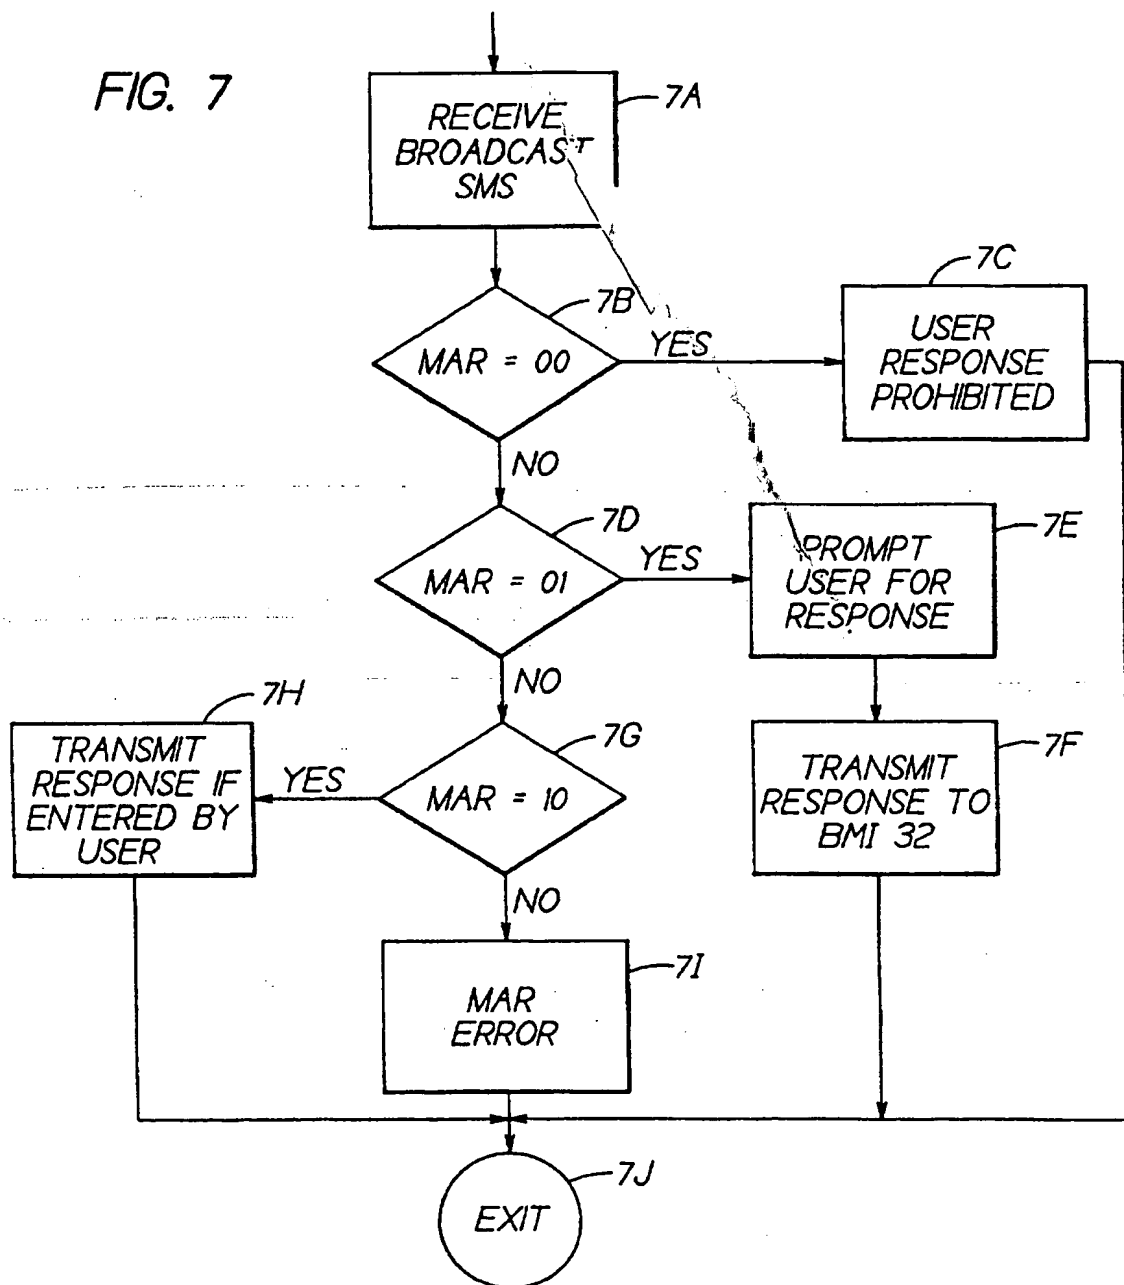 FIG. 7
7A
RECEIVE
BROADCAST
SMS
7B
MAR = 00
YES
7C
USER
RESPONSE
PROHIBITED
NO
7D
MAR = 01
YES
7E
PROMPT
USER FOR
RESPONSE
NO
7H
TRANSMIT
RESPONSE IF
ENTERED BY
USER
YES
7G
MAR = 10
7F
TRANSMIT
RESPONSE TO
BMI 32
NO
7I
MAR
ERROR
7J
EXIT